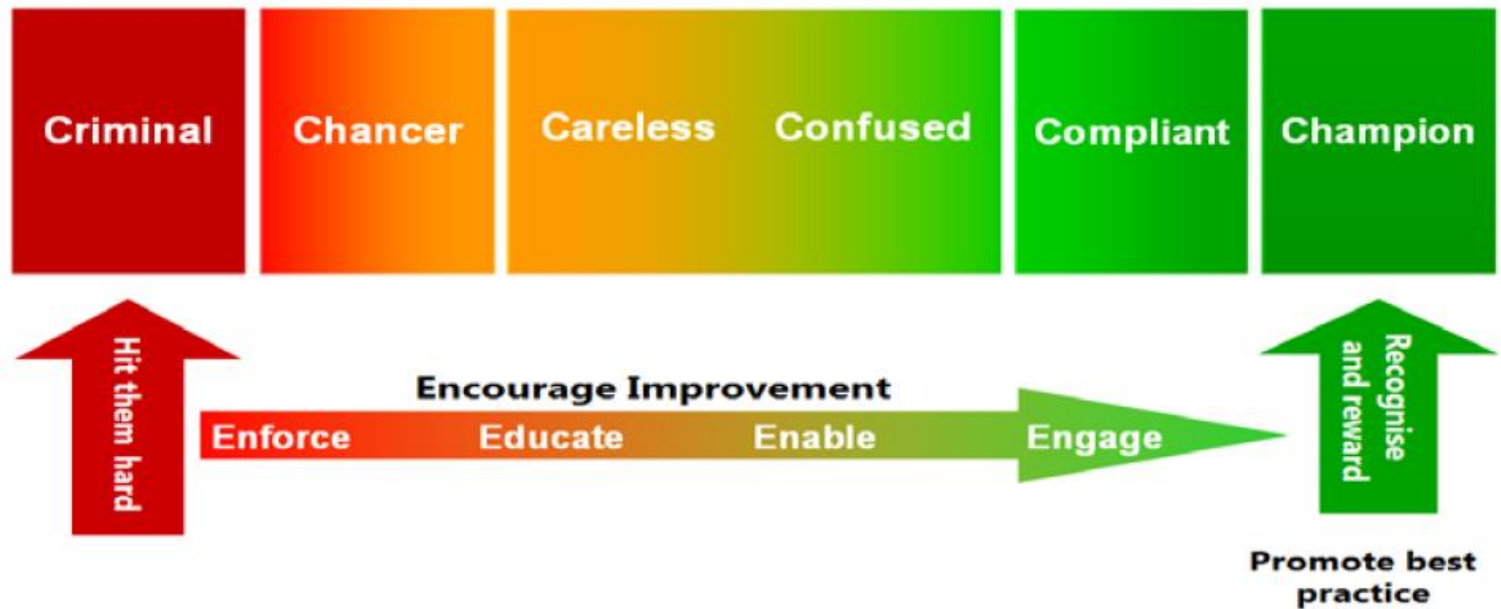 Criminal
Chancer
Careless
Confused
Compliant
Champion
Hit them hard
Encourage Improvement
Enforce
Educate
Enable
Engage
Recognise
and reward
Promote best
practice